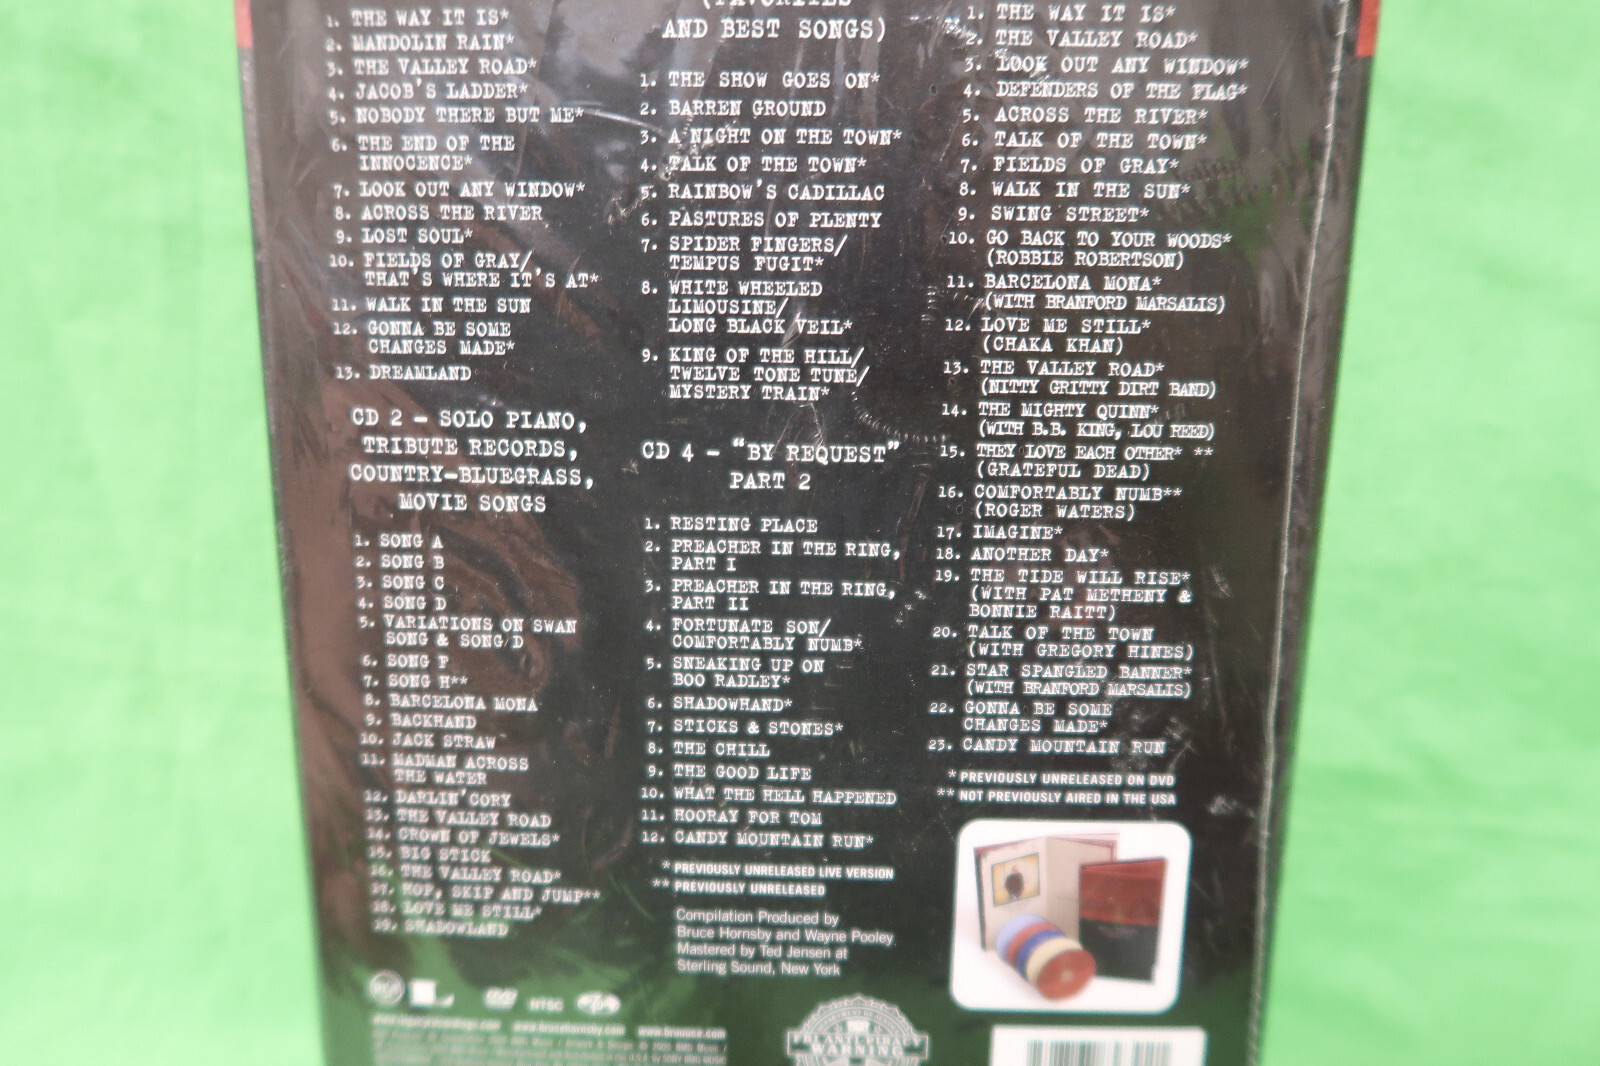 1. THE WAY IT IS*
2. MANDOLIN RAIN*
3. THE VALLEY ROAD*
4. JACOB'S LADDER*
5. NOBODY THERE BUT ME*
6. THE END OF THE
INNOCENCE*
7. LOOK OUT ANY WINDOW*
8. ACROSS THE RIVER
9. LOST SOUL*
10. FIELDS OF GRAY/
THAT'S WHERE IT'S AT*
11. WALK IN THE SUN
12. GONNA BE SOME
CHANGES MADE*
13. DREAMLAND
CD 2 – SOLO PIANO,
TRIBUTE RECORDS,
COUNTRY-BLUEGRASS,
MOVIE SONGS
1. SONG A
2. SONG B
3. SONG C
4. SONG D
5. VARIATIONS ON SWAN
SONG & SONG D
6. SONG F
7. SONG H**
8. BARCELONA MONA
9. BACKHAND
10. JACK STRAW
11. MADMAN ACROSS
THE WATER
12. DARLIN' CORY
13. THE VALLEY ROAD
14. CROWN OF JEWELS*
15. BIG STICK
16. THE VALLEY ROAD*
17. HOP, SKIP AND JUMP**
18. LOVE ME STILL*
19. SHADOWLAND
(FAVORITES
AND BEST SONGS)
1. THE SHOW GOES ON*
2. BARREN GROUND
3. A NIGHT ON THE TOWN*
4. TALK OF THE TOWN*
5. RAINBOW'S CADILLAC
6. PASTURES OF PLENTY
7. SPIDER FINGERS/
TEMPUS FUGIT*
8. WHITE WHEELED
LIMOUSINE/
LONG BLACK VEIL*
9. KING OF THE HILL/
TWELVE TONE TUNE/
MYSTERY TRAIN*
CD 4 – "BY REQUEST"
PART 2
1. RESTING PLACE
2. PREACHER IN THE RING,
PART I
3. PREACHER IN THE RING,
PART II
4. FORTUNATE SON/
COMFORTABLY NUMB*
5. SNEAKING UP ON
BOO RADLEY*
6. SHADOWHAND*
7. STICKS & STONES*
8. THE CHILL
9. THE GOOD LIFE
10. WHAT THE HELL HAPPENED
11. HOORAY FOR TOM
12. CANDY MOUNTAIN RUN*
* PREVIOUSLY UNRELEASED LIVE VERSION
** PREVIOUSLY UNRELEASED
Compilation Produced by
Bruce Hornsby and Wayne Pooley
Mastered by Ted Jensen at
Sterling Sound, New York
1. THE WAY IT IS*
2. THE VALLEY ROAD*
3. LOOK OUT ANY WINDOW*
4. DEFENDERS OF THE FLAG*
5. ACROSS THE RIVER*
6. TALK OF THE TOWN*
7. FIELDS OF GRAY*
8. WALK IN THE SUN*
9. SWING STREET*
10. GO BACK TO YOUR WOODS*
(ROBBIE ROBERTSON)
11. BARCELONA MONA*
(WITH BRANFORD MARSALIS)
12. LOVE ME STILL*
(CHAKA KHAN)
13. THE VALLEY ROAD*
(NITTY GRITTY DIRT BAND)
14. THE MIGHTY QUINN*
(WITH B.B. KING, LOU REED)
15. THEY LOVE EACH OTHER* **
(GRATEFUL DEAD)
16. COMFORTABLY NUMB**
(ROGER WATERS)
17. IMAGINE*
18. ANOTHER DAY*
19. THE TIDE WILL RISE*
(WITH PAT METHENY &
BONNIE RAITT)
20. TALK OF THE TOWN
(WITH GREGORY HINES)
21. STAR SPANGLED BANNER*
(WITH BRANFORD MARSALIS)
22. GONNA BE SOME
CHANGES MADE*
23. CANDY MOUNTAIN RUN
* PREVIOUSLY UNRELEASED ON DVD
** NOT PREVIOUSLY AIRED IN THE USA
DVD NTSC
www.brucehornsby.com
FBI ANTI-PIRACY
WARNING